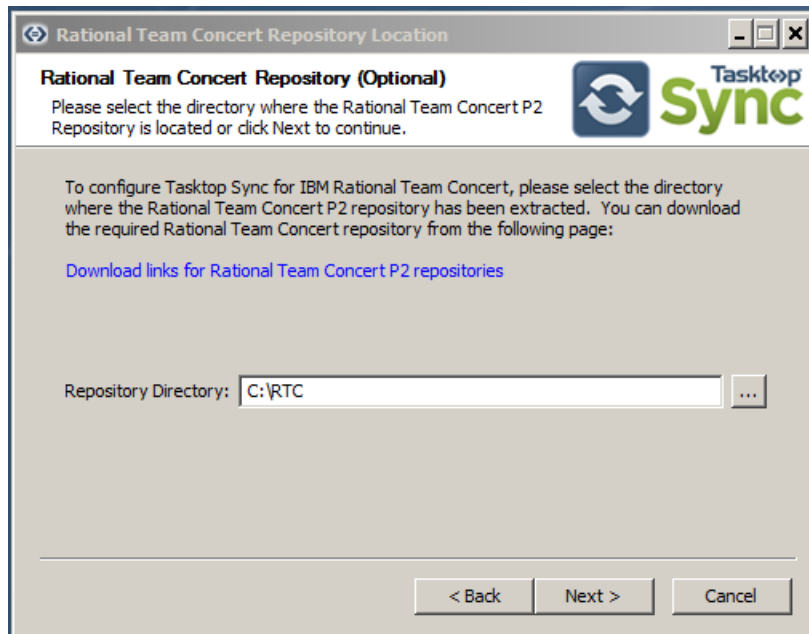 Rational Team Concert Repository Location
Rational Team Concert Repository (Optional)
Please select the directory where the Rational Team Concert P2
Repository is located or click Next to continue.
Tasktop
Sync
To configure Tasktop Sync for IBM Rational Team Concert, please select the directory
where the Rational Team Concert P2 repository has been extracted.  You can download
the required Rational Team Concert repository from the following page:
Download links for Rational Team Concert P2 repositories
Repository Directory: C:\RTC ...
< Back Next > Cancel